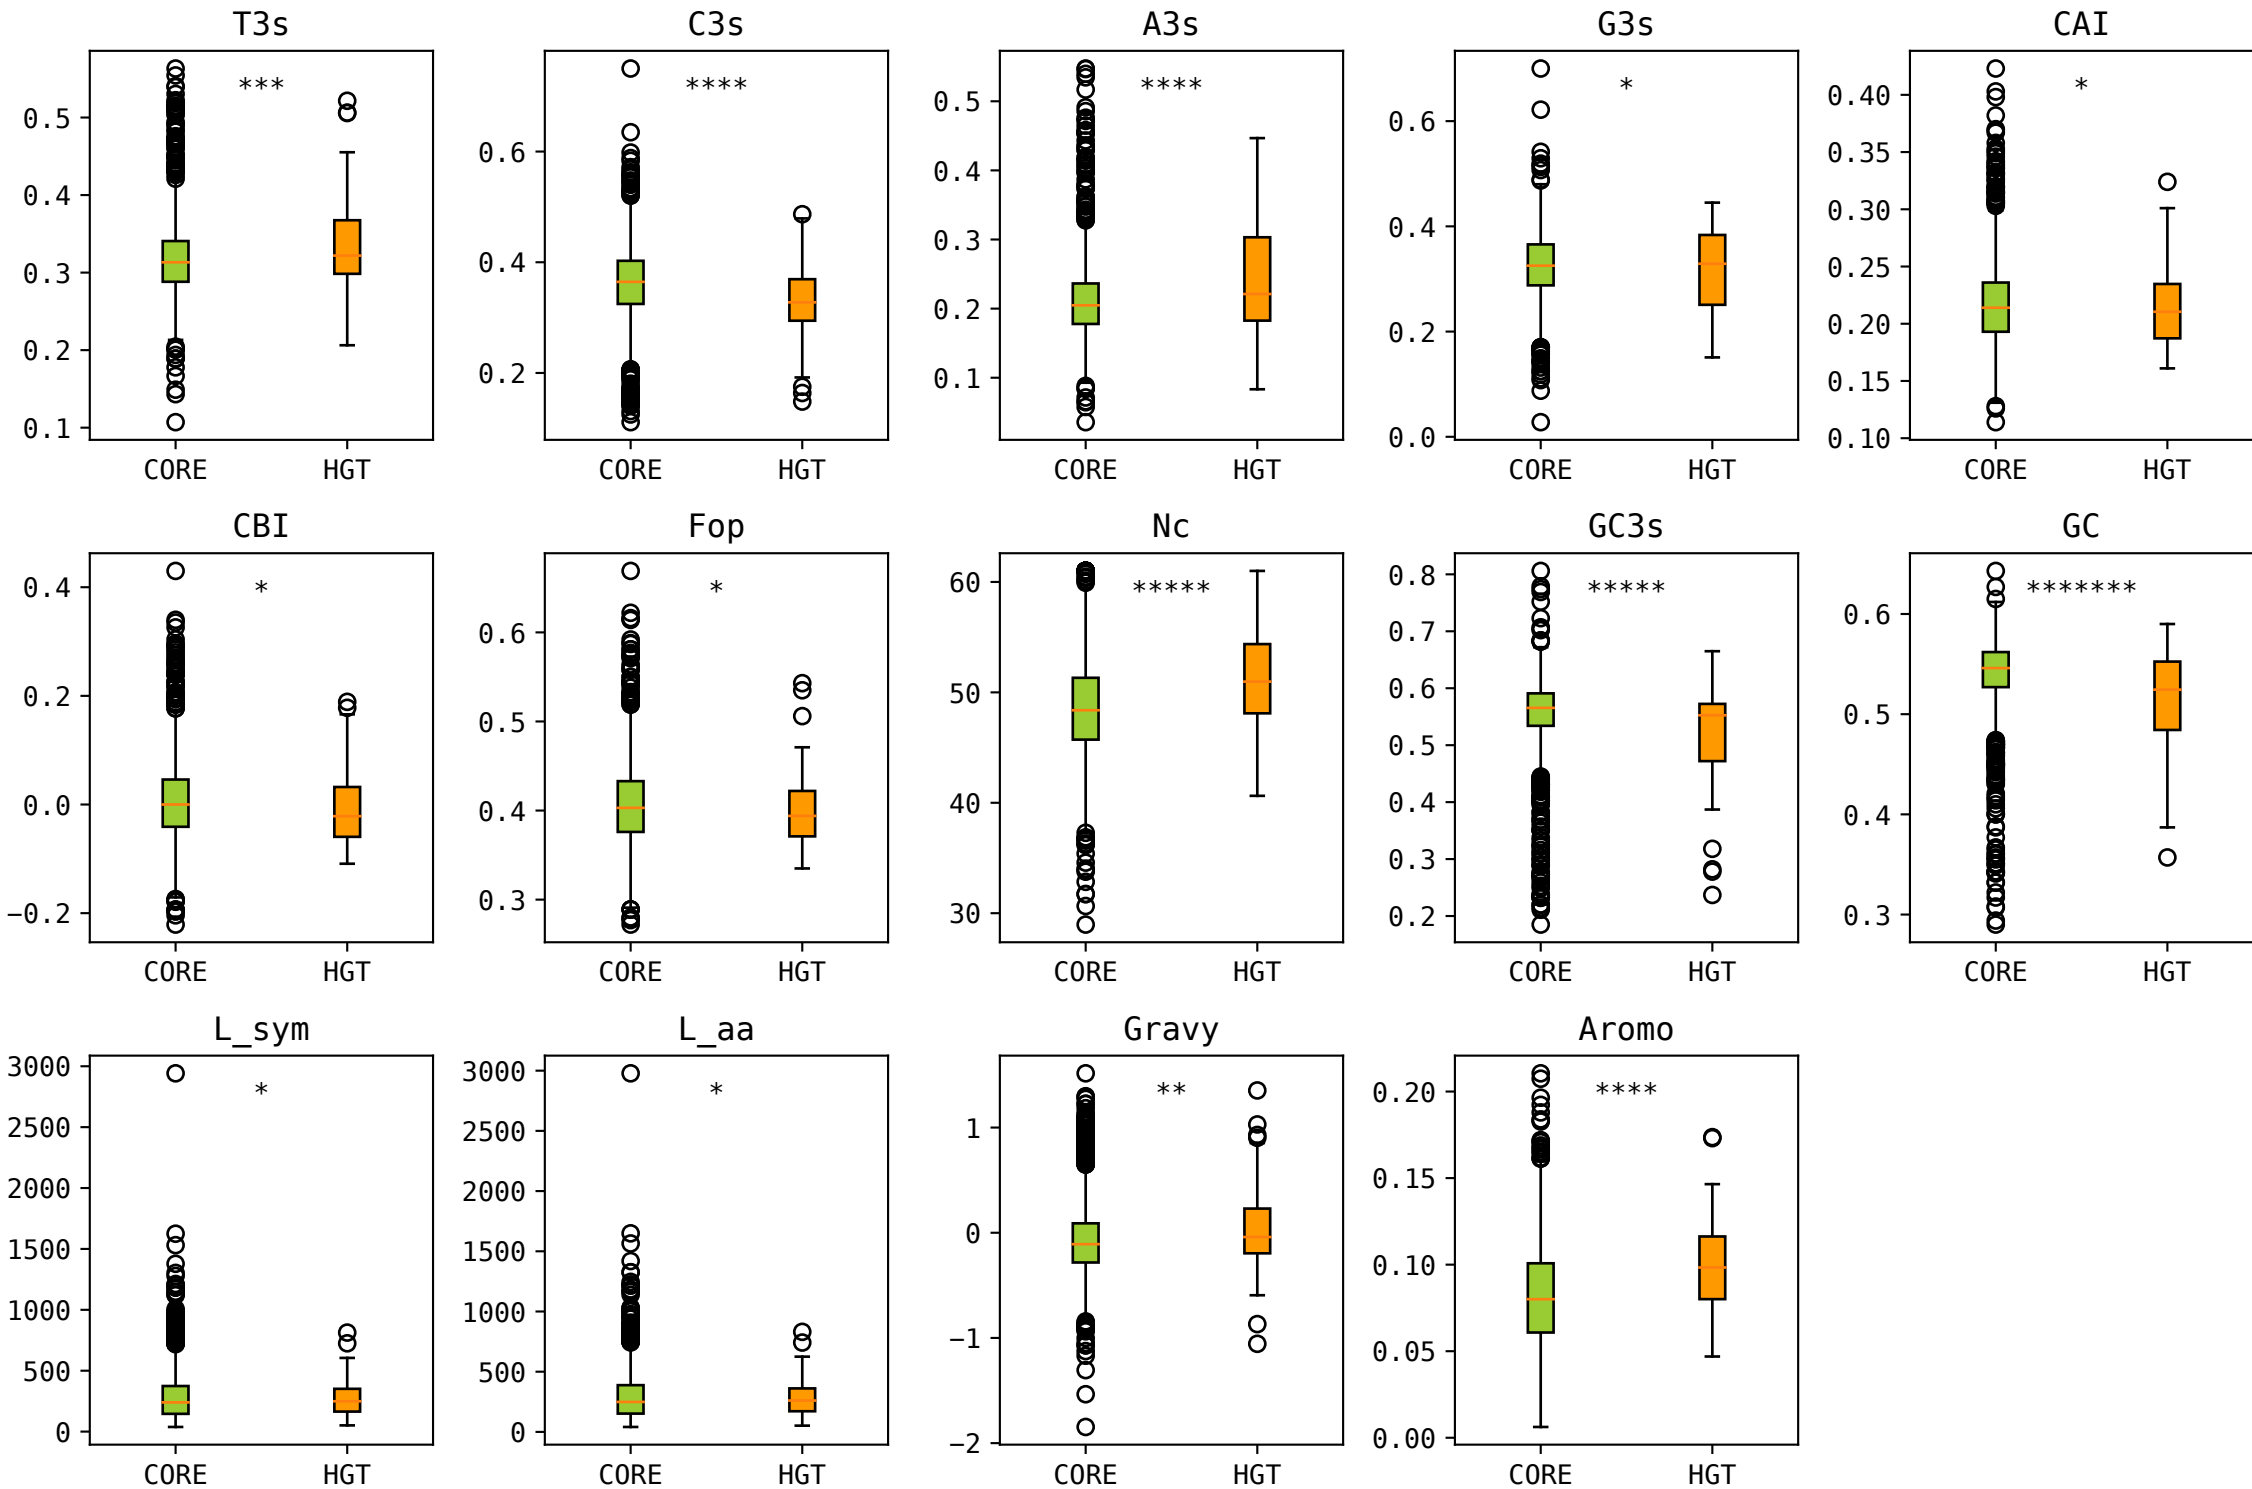 T3s C3s A3s G3s CAI
*** **** **** * *
0.5 0.4 0.3 0.2 0.1
0.6 0.4 0.2
0.5 0.4 0.3 0.2 0.1
0.6 0.4 0.2 0.0
0.40 0.35 0.30 0.25 0.20 0.15 0.10
CORE HGT CORE HGT CORE HGT CORE HGT CORE HGT
CBI Fop Nc GC3s GC
* * ***** ***** *******
0.4 0.2 0.0 −0.2
0.6 0.5 0.4 0.3
60 50 40 30
0.8 0.7 0.6 0.5 0.4 0.3 0.2
0.6 0.5 0.4 0.3
CORE HGT CORE HGT CORE HGT CORE HGT CORE HGT
L_sym L_aa Gravy Aromo
* * ** ****
3000 2500 2000 1500 1000 500 0
3000 2500 2000 1500 1000 500 0
1 0 −1 −2
0.20 0.15 0.10 0.05 0.00
CORE HGT CORE HGT CORE HGT CORE HGT